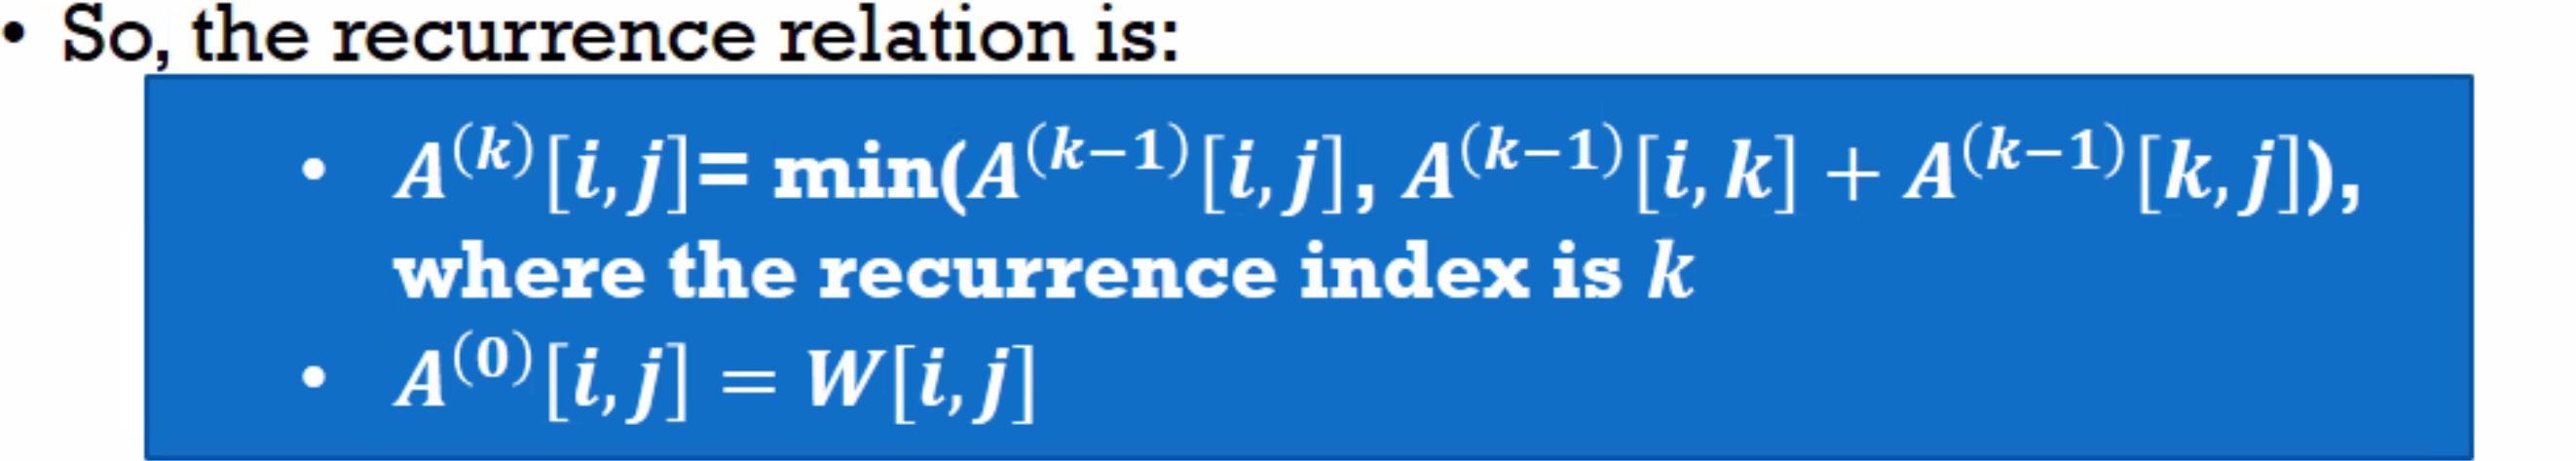 • So, the recurrence relation is:
• A^(k)[i, j]= min(A^(k−1)[i, j], A^(k−1)[i, k] + A^(k−1)[k, j]),
where the recurrence index is k
• A^(0)[i, j] = W[i, j]